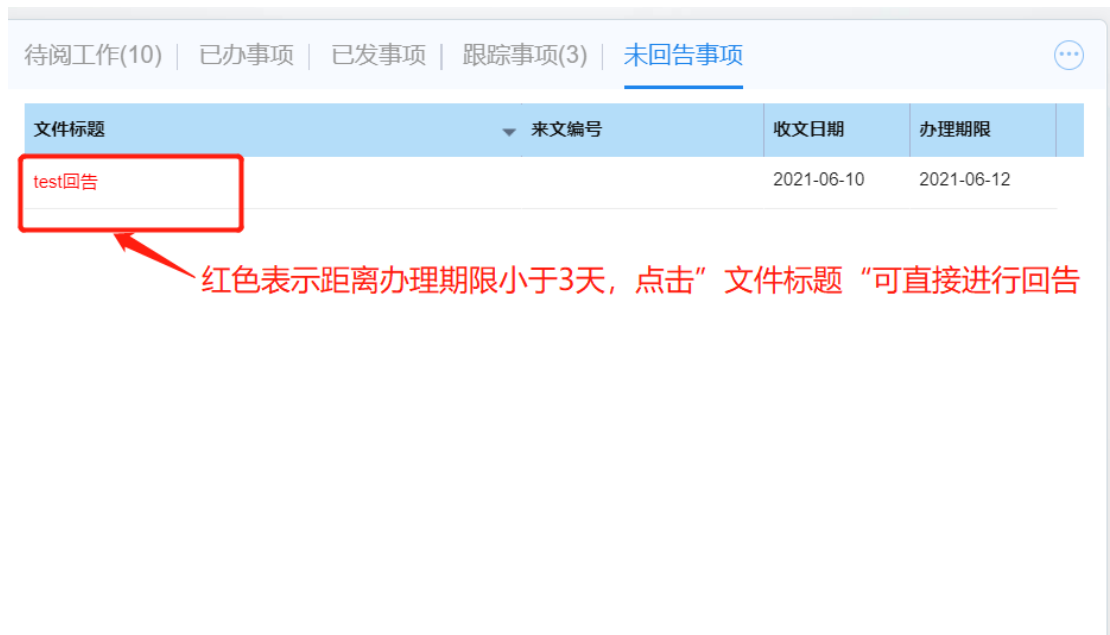 待阅工作(10) 已办事项 已发事项 跟踪事项(3) 未回告事项
文件标题 来文编号 收文日期 办理期限
test回告 2021-06-10 2021-06-12
红色表示距离办理期限小于3天，点击”文件标题“可直接进行回告